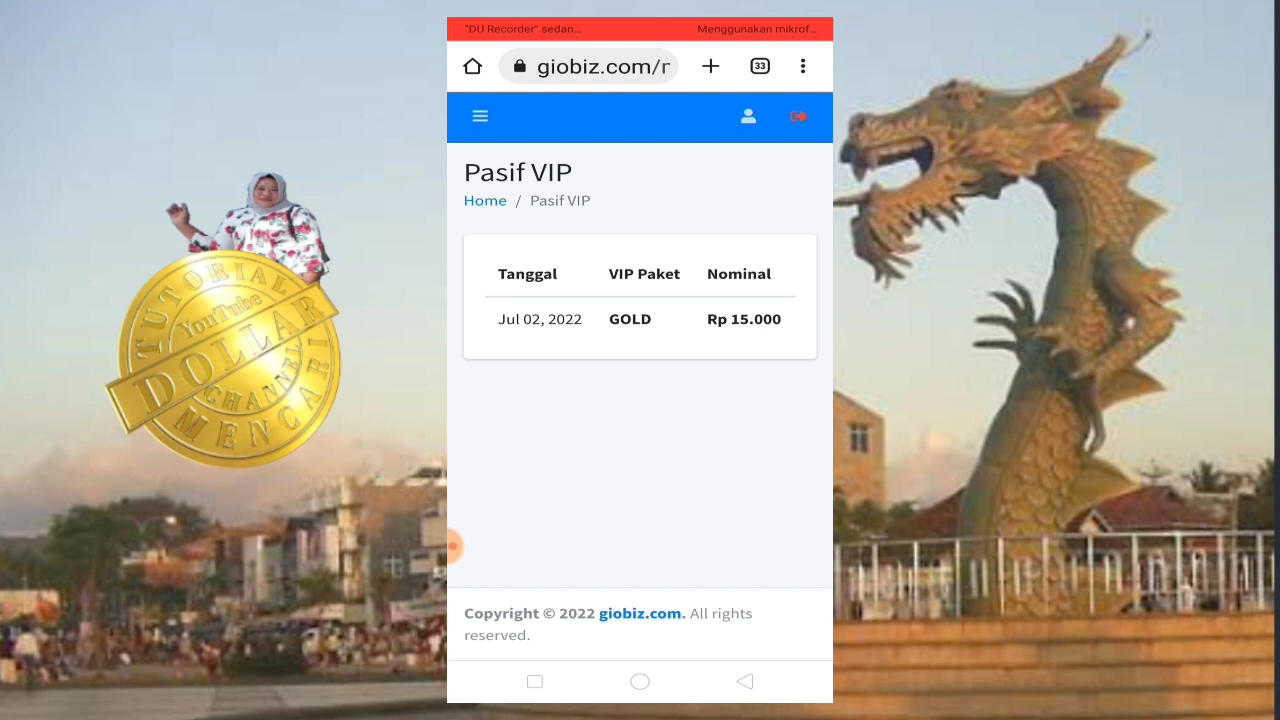 "DU Recorder" sedan... Menggunakan mikrof...
giobiz.com/r 33
Pasif VIP
Home / Pasif VIP
Tanggal VIP Paket Nominal
Jul 02, 2022 GOLD Rp 15.000
Copyright © 2022 giobiz.com. All rights
reserved.
TUTORIAL
YouTube
DOLLAR
CHANNEL
MENCARI